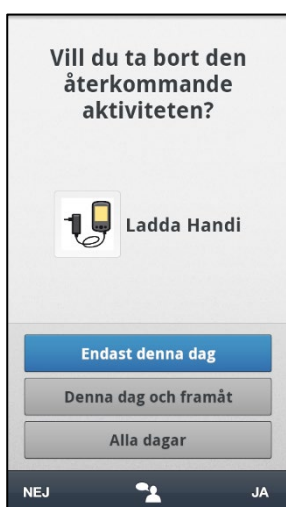 Vill du ta bort den
återkommande
aktiviteten?
Ladda Handi
Endast denna dag
Denna dag och framåt
Alla dagar
NEJ
JA